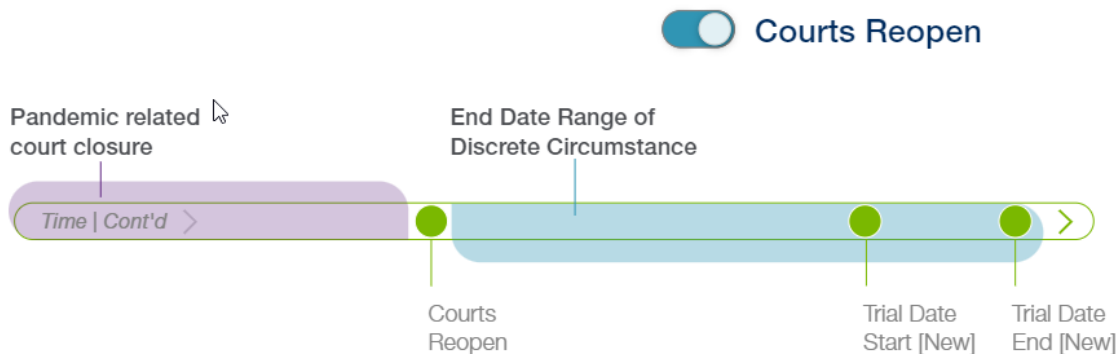 Courts Reopen
Pandemic related
court closure
End Date Range of
Discrete Circumstance
Time | Cont'd
Courts
Reopen
Trial Date
Start [New]
Trial Date
End [New]